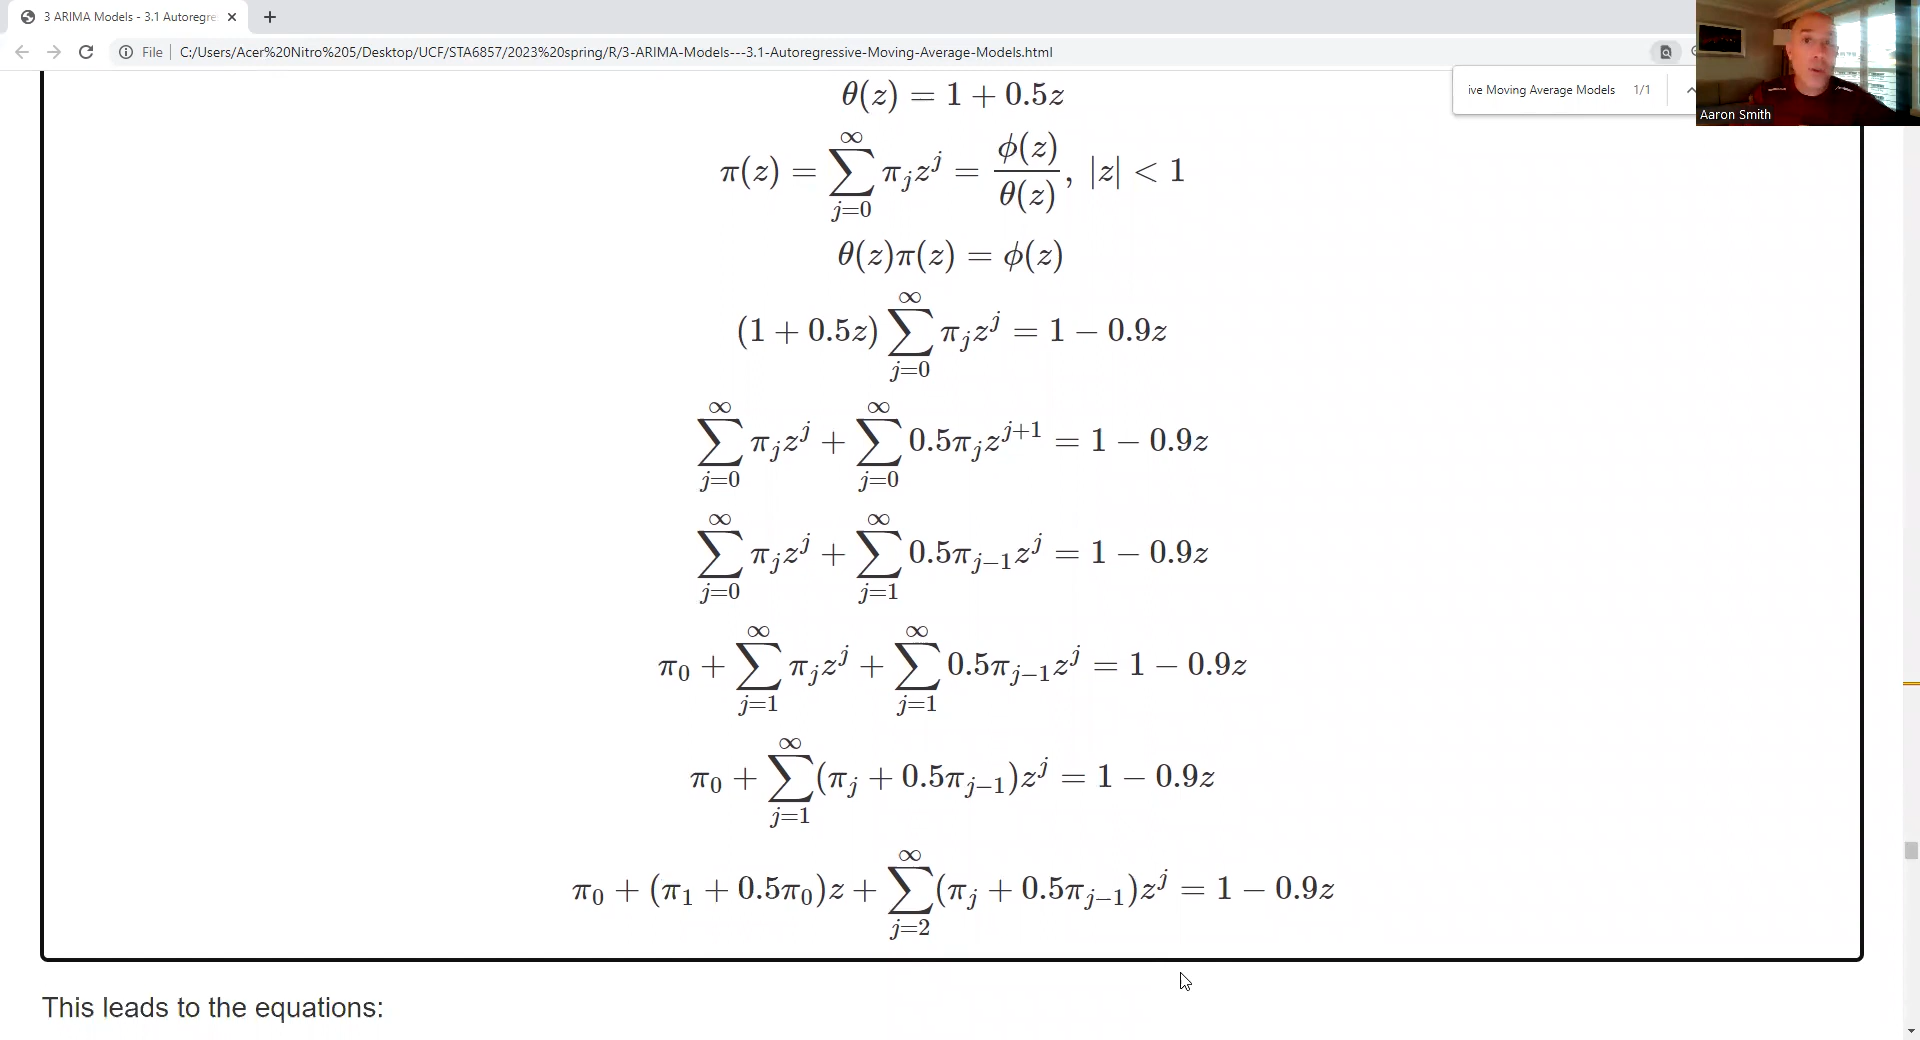 3 ARIMA Models - 3.1 Autoregre
File
C:/Users/Acer%20Nitro%205/Desktop/UCF/STA6857/2023%20spring/R/3-ARIMA-Models---3.1-Autoregressive-Moving-Average-Models.html
ive Moving Average Models 1/1
Aaron Smith
θ(z) = 1 + 0.5z
π(z) = ∑_{j=0}^{∞} π_j z^j = ϕ(z)/θ(z), |z| < 1
θ(z)π(z) = ϕ(z)
(1 + 0.5z) ∑_{j=0}^{∞} π_j z^j = 1 − 0.9z
∑_{j=0}^{∞} π_j z^j + ∑_{j=0}^{∞} 0.5π_j z^{j+1} = 1 − 0.9z
∑_{j=0}^{∞} π_j z^j + ∑_{j=1}^{∞} 0.5π_{j−1} z^j = 1 − 0.9z
π_0 + ∑_{j=1}^{∞} π_j z^j + ∑_{j=1}^{∞} 0.5π_{j−1} z^j = 1 − 0.9z
π_0 + ∑_{j=1}^{∞} (π_j + 0.5π_{j−1}) z^j = 1 − 0.9z
π_0 + (π_1 + 0.5π_0)z + ∑_{j=2}^{∞} (π_j + 0.5π_{j−1}) z^j = 1 − 0.9z
This leads to the equations: